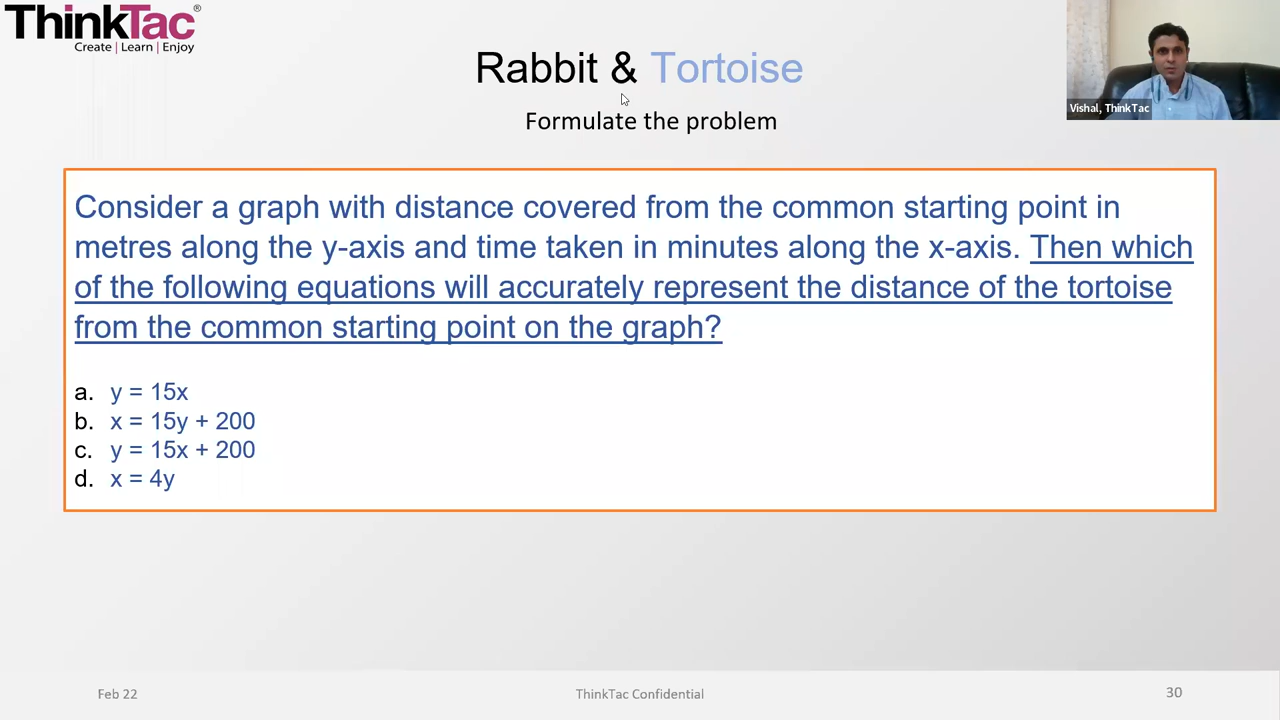 ThinkTac®
Create | Learn | Enjoy
Rabbit & Tortoise
Formulate the problem
Vishal, ThinkTac
Consider a graph with distance covered from the common starting point in
metres along the y-axis and time taken in minutes along the x-axis. Then which
of the following equations will accurately represent the distance of the tortoise
from the common starting point on the graph?
a. y = 15x
b. x = 15y + 200
c. y = 15x + 200
d. x = 4y
Feb 22
ThinkTac Confidential
30